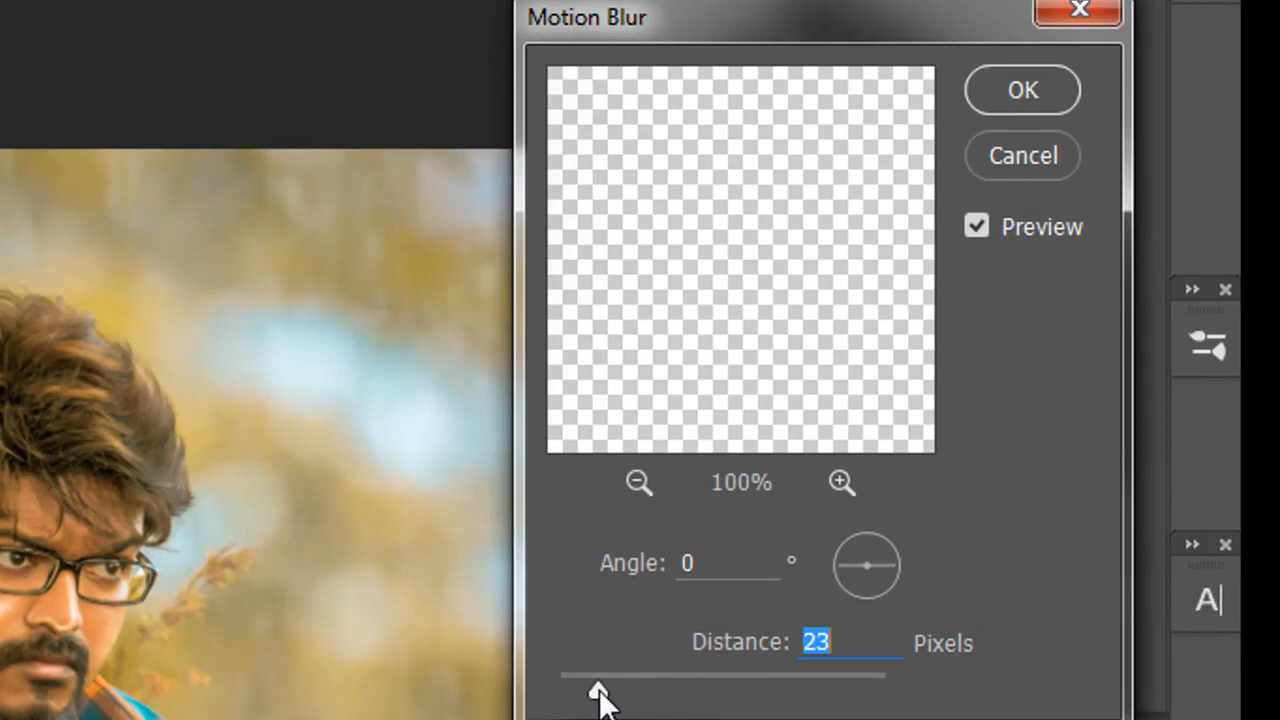 Motion Blur
OK
Cancel
Preview
100%
Angle: 0 °
Distance: 23 Pixels
A